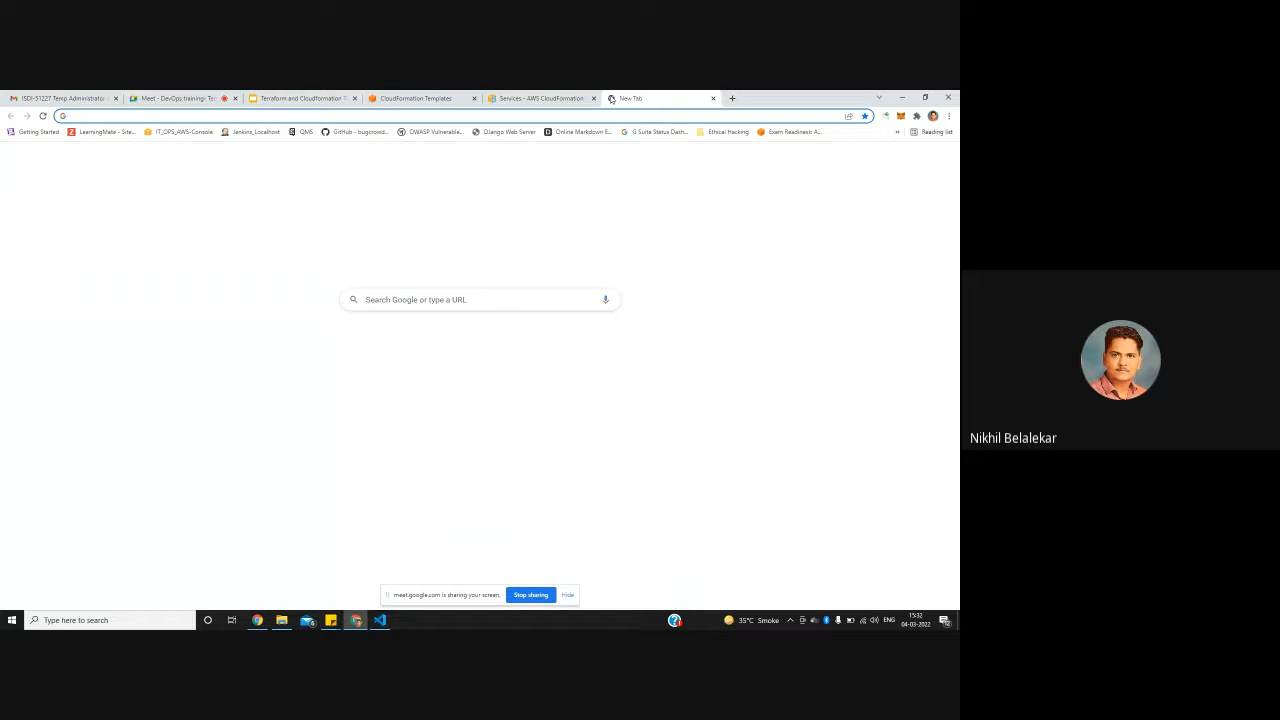 ISDI-51227 Temp Administrator
Meet - DevOps training- Te
Terraform and Cloudformation T
CloudFormation Templates
Services - AWS CloudFormation
New Tab
Getting Started
LearningMate - Site...
IT_OPS_AWS-Console
Jenkins_Localhost
QMS
GitHub - bugcrowd...
OWASP Vulnerable...
Django Web Server
Online Markdown E...
G Suite Status Dash...
Ethical Hacking
Exam Readiness: A...
»
Reading list
Search Google or type a URL
Nikhil Belalekar
meet.google.com is sharing your screen.
Stop sharing
Hide
Type here to search
35°C Smoke
ENG
15:32
04-03-2022